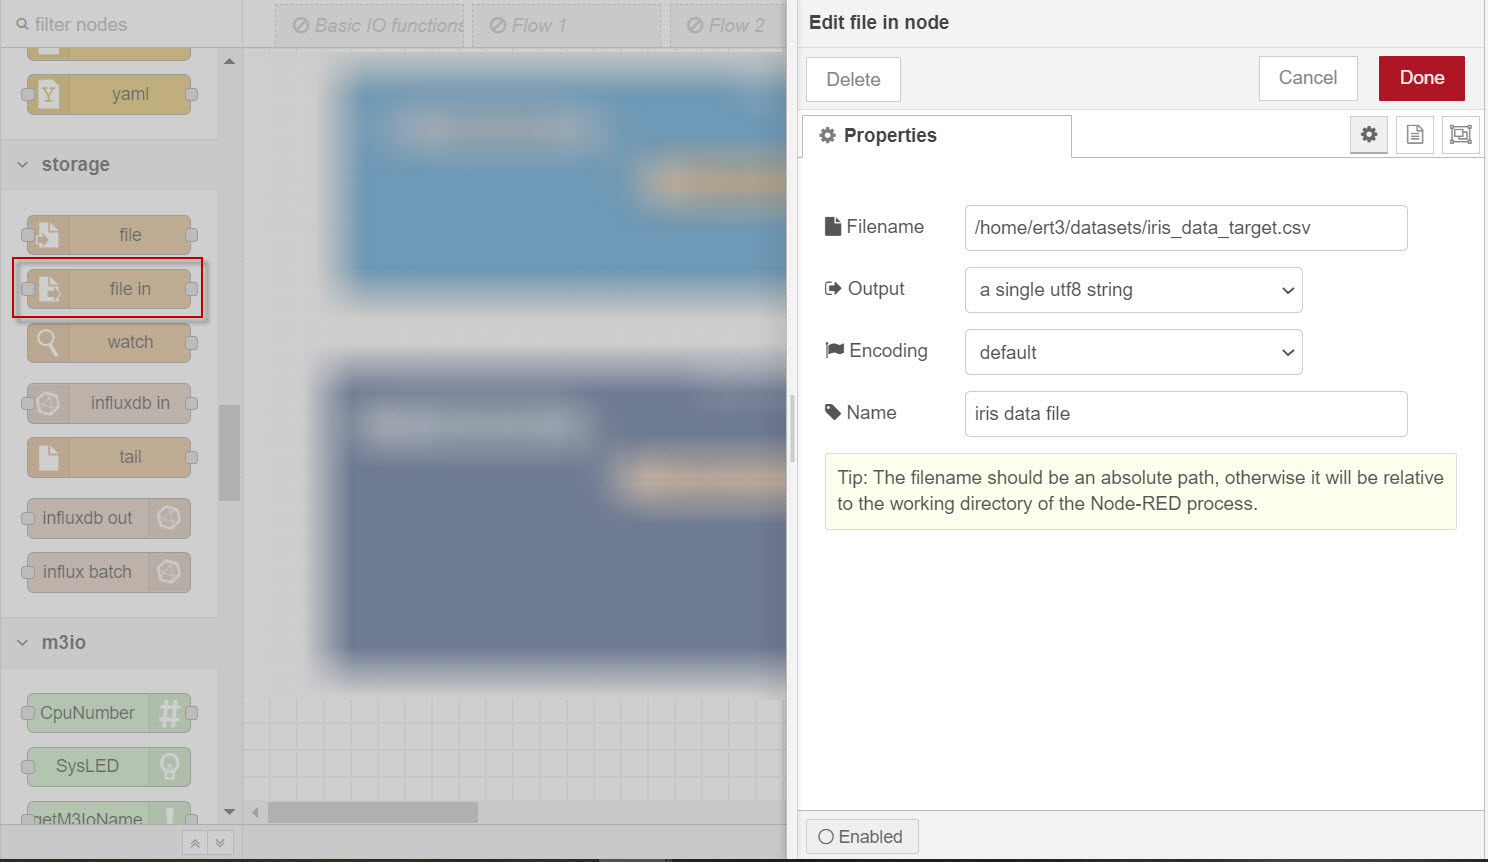 filter nodes
Basic IO functions
Flow 1
Flow 2
yaml
storage
file
file in
watch
influxdb in
tail
influxdb out
influx batch
m3io
CpuNumber
SysLED
getM3IoName
Edit file in node
Delete
Cancel
Done
Properties
Filename
/home/ert3/datasets/iris_data_target.csv
Output
a single utf8 string
Encoding
default
Name
iris data file
Tip: The filename should be an absolute path, otherwise it will be relative
to the working directory of the Node-RED process.
Enabled